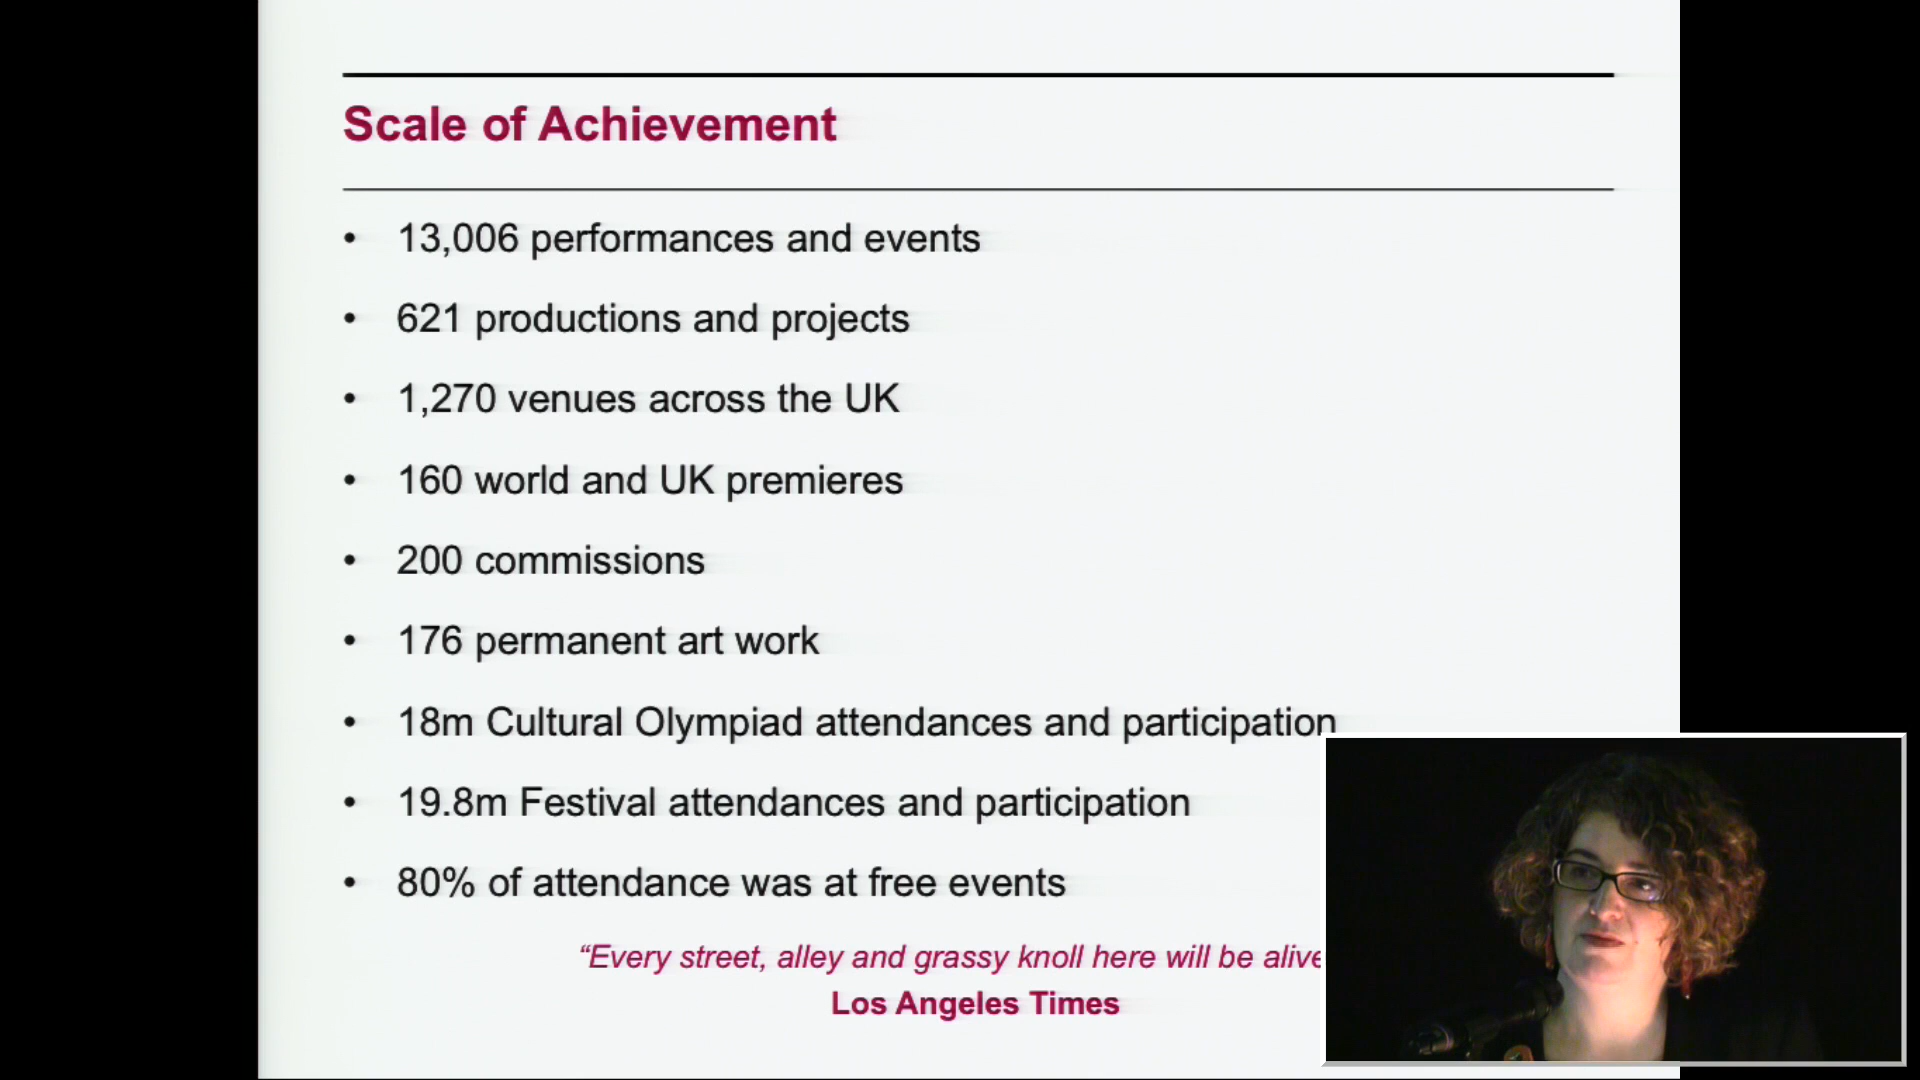 Scale of Achievement
• 13,006 performances and events
• 621 productions and projects
• 1,270 venues across the UK
• 160 world and UK premieres
• 200 commissions
• 176 permanent art work
• 18m Cultural Olympiad attendances and participation
• 19.8m Festival attendances and participation
• 80% of attendance was at free events
“Every street, alley and grassy knoll here will be alive
Los Angeles Times